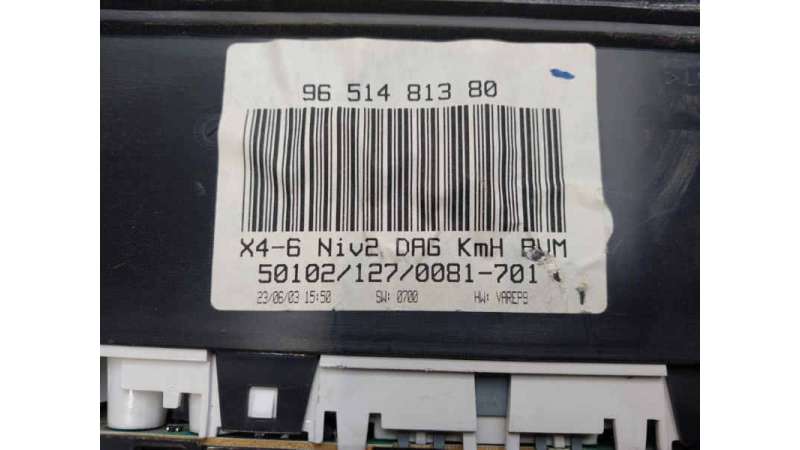 96 514 813 80
X4-6 Niv2 DAG KmH BVM
50102/127/0081-701
23/06/03 15:50 SW: 0700 HW: VAREP9